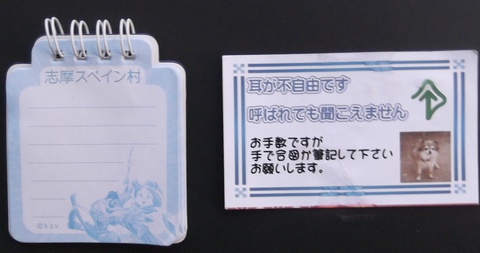 志摩スペイン村
©KSV
耳が不自由です
呼ばれても聞こえません
お手数ですが
手で合図か筆記して下さい
お願いします。